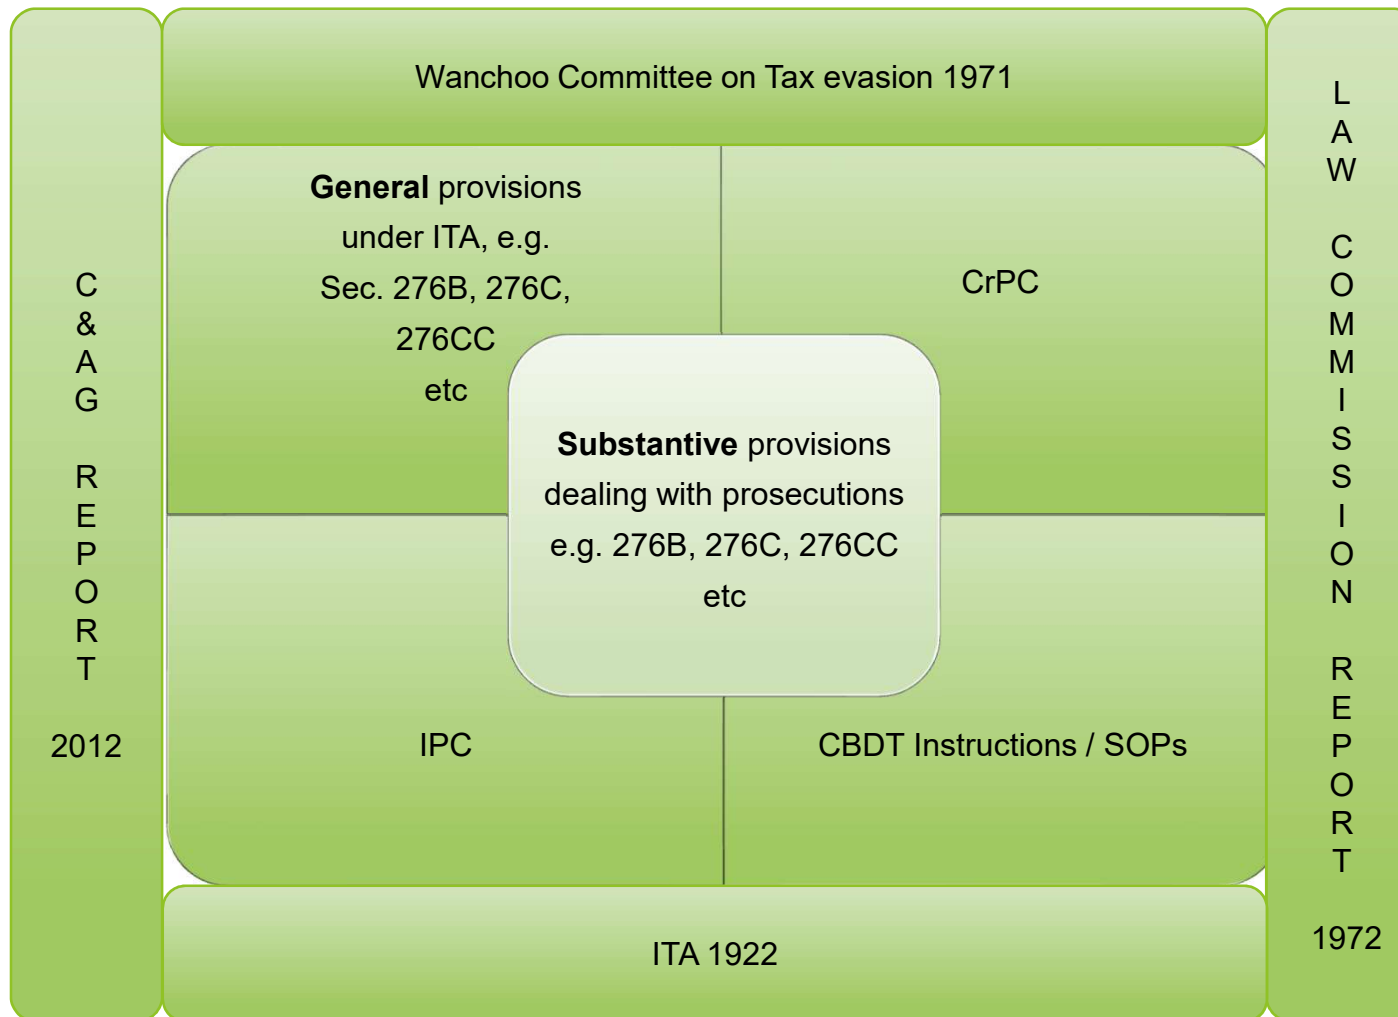 Wanchoo Committee on Tax evasion 1971
C
&
A
G
R
E
P
O
R
T
2012
General provisions
under ITA, e.g.
Sec. 276B, 276C,
276CC
etc
CrPC
Substantive provisions
dealing with prosecutions
e.g. 276B, 276C, 276CC
etc
IPC
CBDT Instructions / SOPs
L
A
W
C
O
M
M
I
S
S
I
O
N
R
E
P
O
R
T
1972
ITA 1922